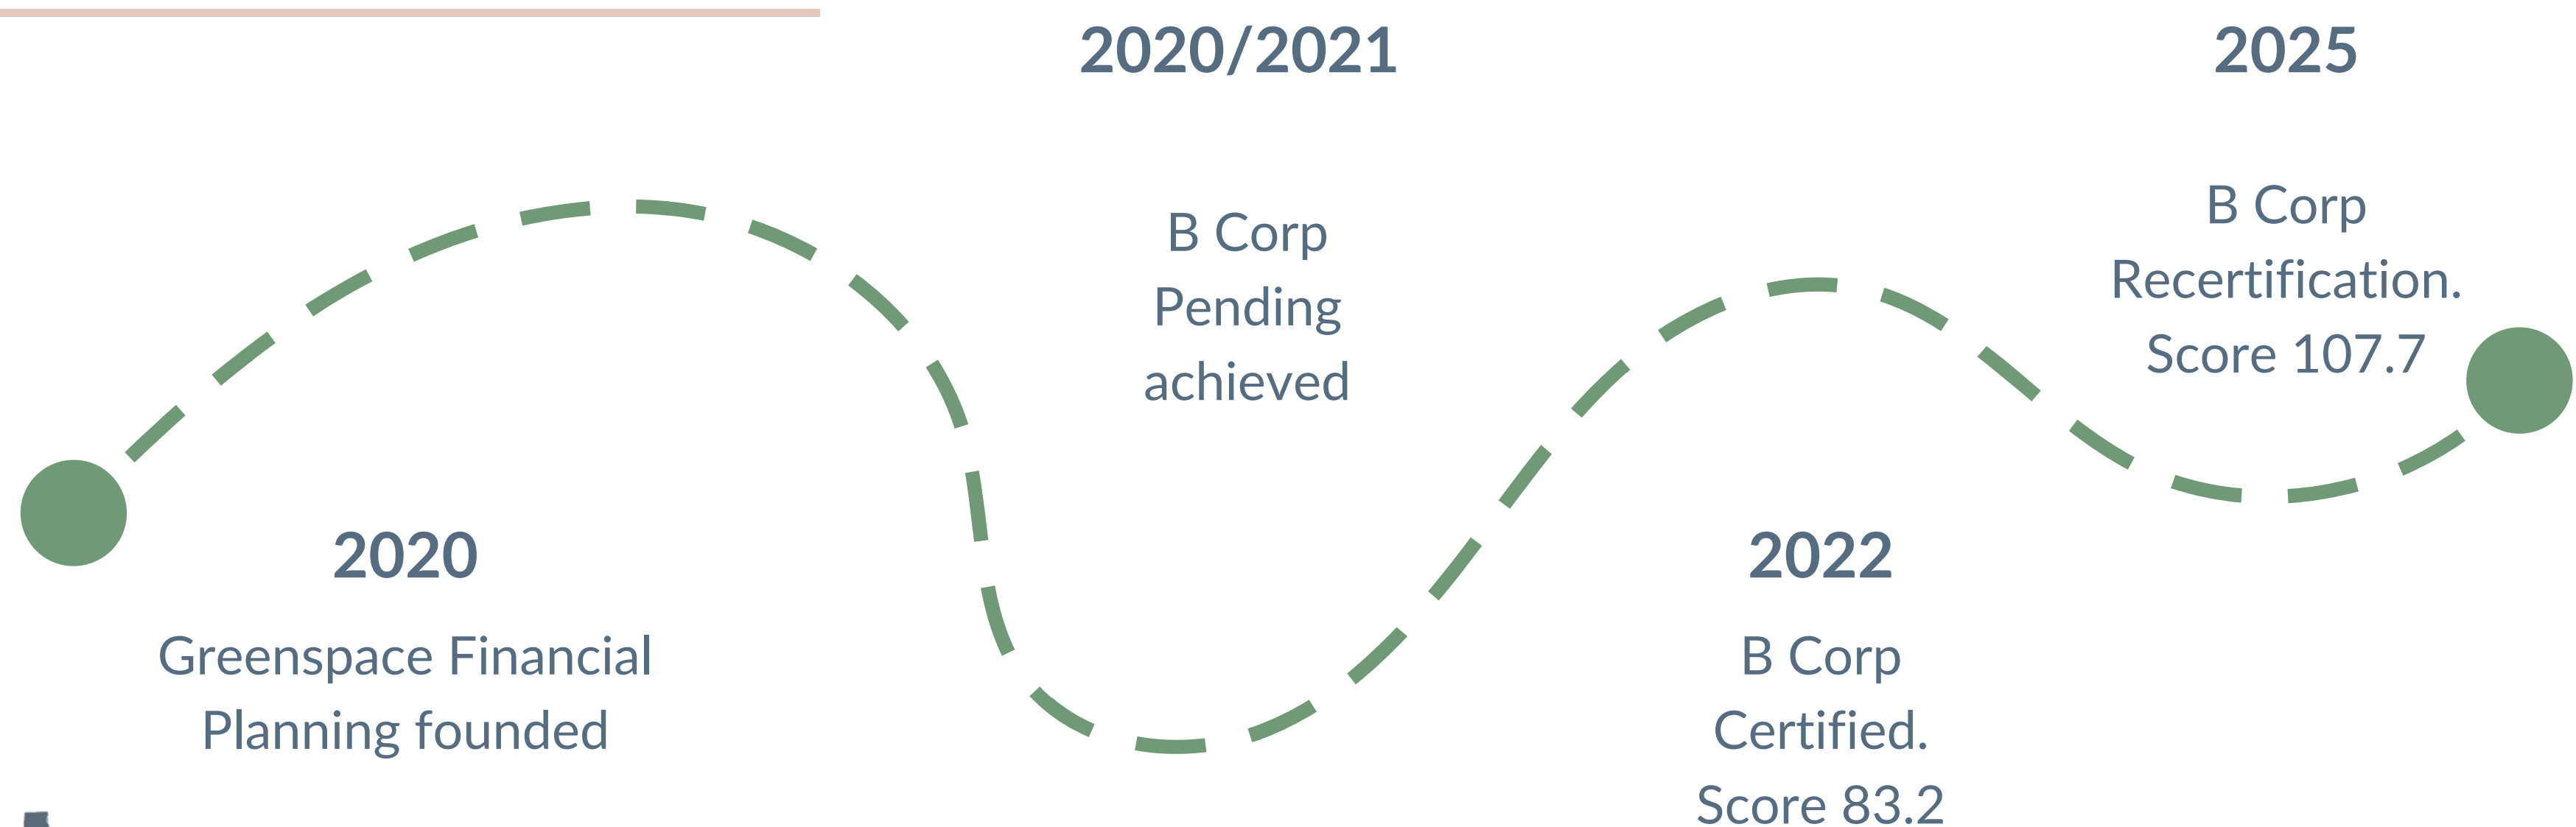 2020
Greenspace Financial
Planning founded
2020/2021
B Corp
Pending
achieved
2022
B Corp
Certified.
Score 83.2
2025
B Corp
Recertification.
Score 107.7